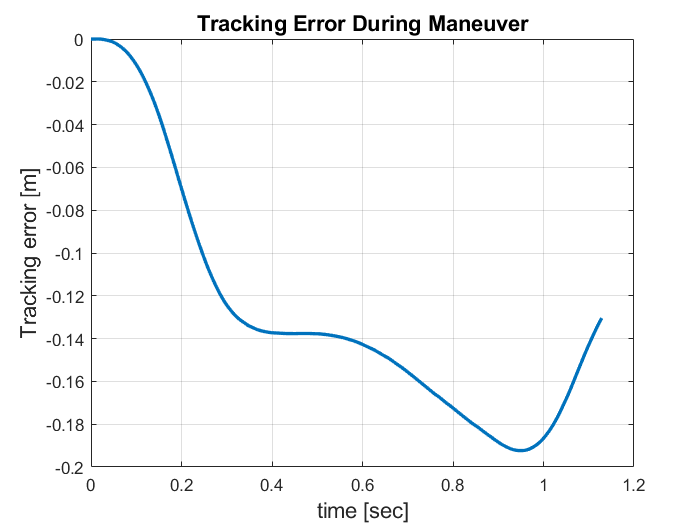 Tracking Error During Maneuver
0
-0.02
-0.04
-0.06
-0.08
-0.1
-0.12
-0.14
-0.16
-0.18
-0.2
Tracking error [m]
0 0.2 0.4 0.6 0.8 1 1.2
time [sec]